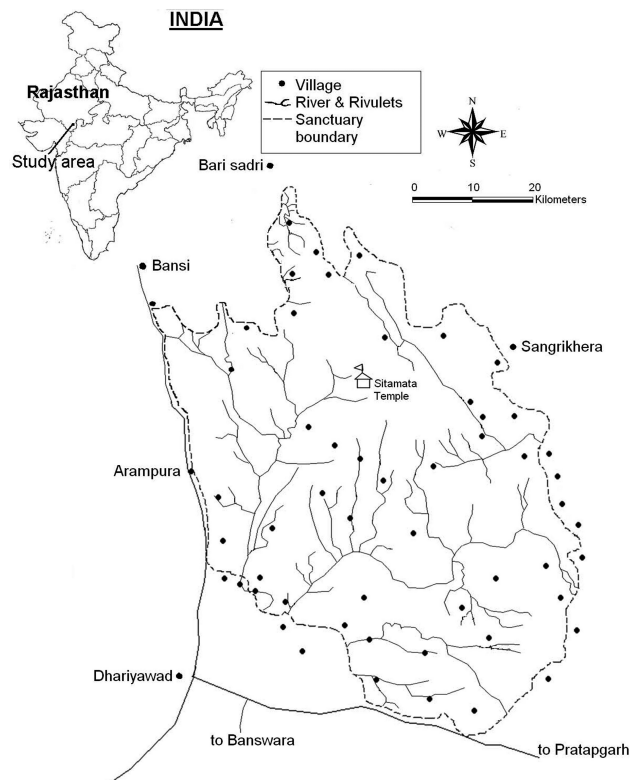 INDIA
Rajasthan
Study area
Village
River & Rivulets
Sanctuary
boundary
N
W
E
S
0
10
20
Kilometers
Bari sadri
Bansi
Sangrikhera
Sitamata
Temple
Arampura
Dhariyawad
to Banswara
to Pratapgarh